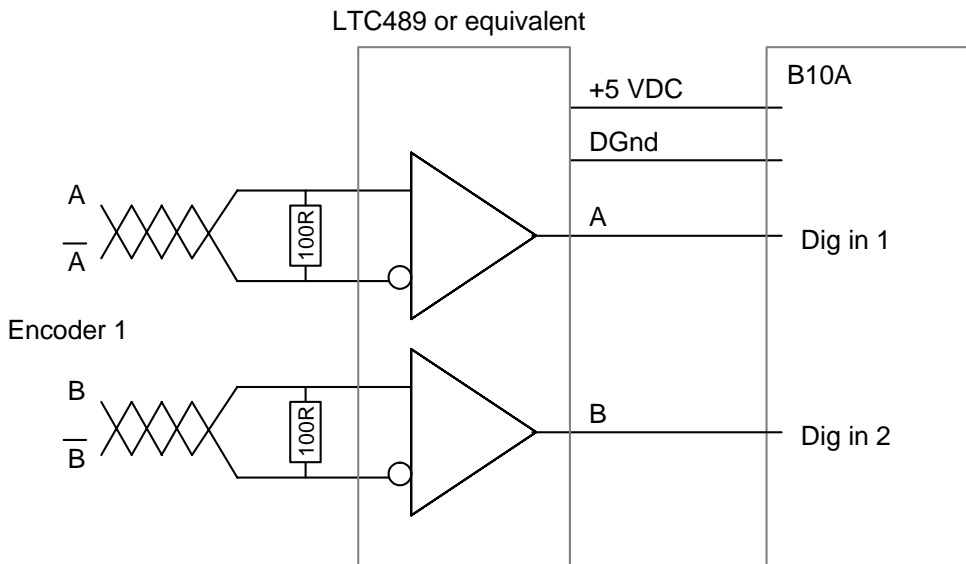 LTC489 or equivalent
B10A
+5 VDC
DGnd
A
A
100R
A
Dig in 1
Encoder 1
B
B
100R
B
Dig in 2